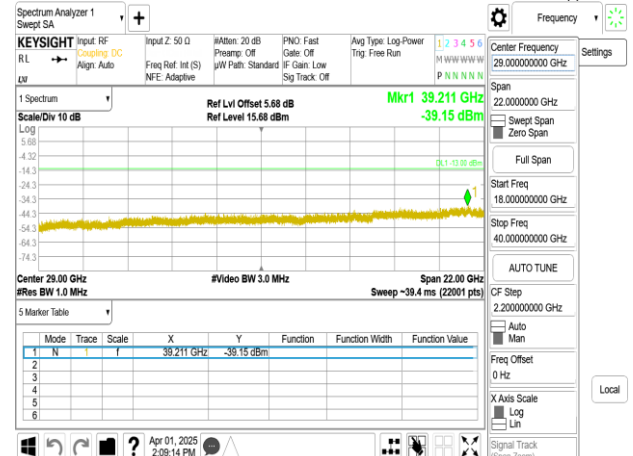 Spectrum Analyzer 1
Swept SA
+
Frequency
KEYSIGHT
RL
LXI
Input: RF
Coupling: DC
Align: Auto
Input Z: 50 Ω
Freq Ref: Int (S)
NFE: Adaptive
#Atten: 20 dB
Preamp: Off
µW Path: Standard
PNO: Fast
Gate: Off
IF Gain: Low
Sig Track: Off
Avg Type: Log-Power
Trig: Free Run
1 2 3 4 5 6
M W W W W W
P N N N N N
1 Spectrum
Scale/Div 10 dB
Log
Ref Lvl Offset 5.68 dB
Ref Level 15.68 dBm
Mkr1 39.211 GHz
-39.15 dBm
5.68
-4.32
-14.3
-24.3
-34.3
-44.3
-54.3
-64.3
-74.3
DL1 -13.00 dBm
1
Center 29.00 GHz
#Res BW 1.0 MHz
#Video BW 3.0 MHz
Span 22.00 GHz
Sweep ~39.4 ms (22001 pts)
5 Marker Table
Mode Trace Scale X Y Function Function Width Function Value
1 N 1 f 39.211 GHz -39.15 dBm
2
3
4
5
6
?
Apr 01, 2025
2:09:14 PM
Center Frequency
29.000000000 GHz
Settings
Span
22.0000000 GHz
Swept Span
Zero Span
Full Span
Start Freq
18.000000000 GHz
Stop Freq
40.000000000 GHz
AUTO TUNE
CF Step
2.200000000 GHz
Auto
Man
Freq Offset
0 Hz
X Axis Scale
Log
Lin
Local
Signal Track
(Span Zoom)